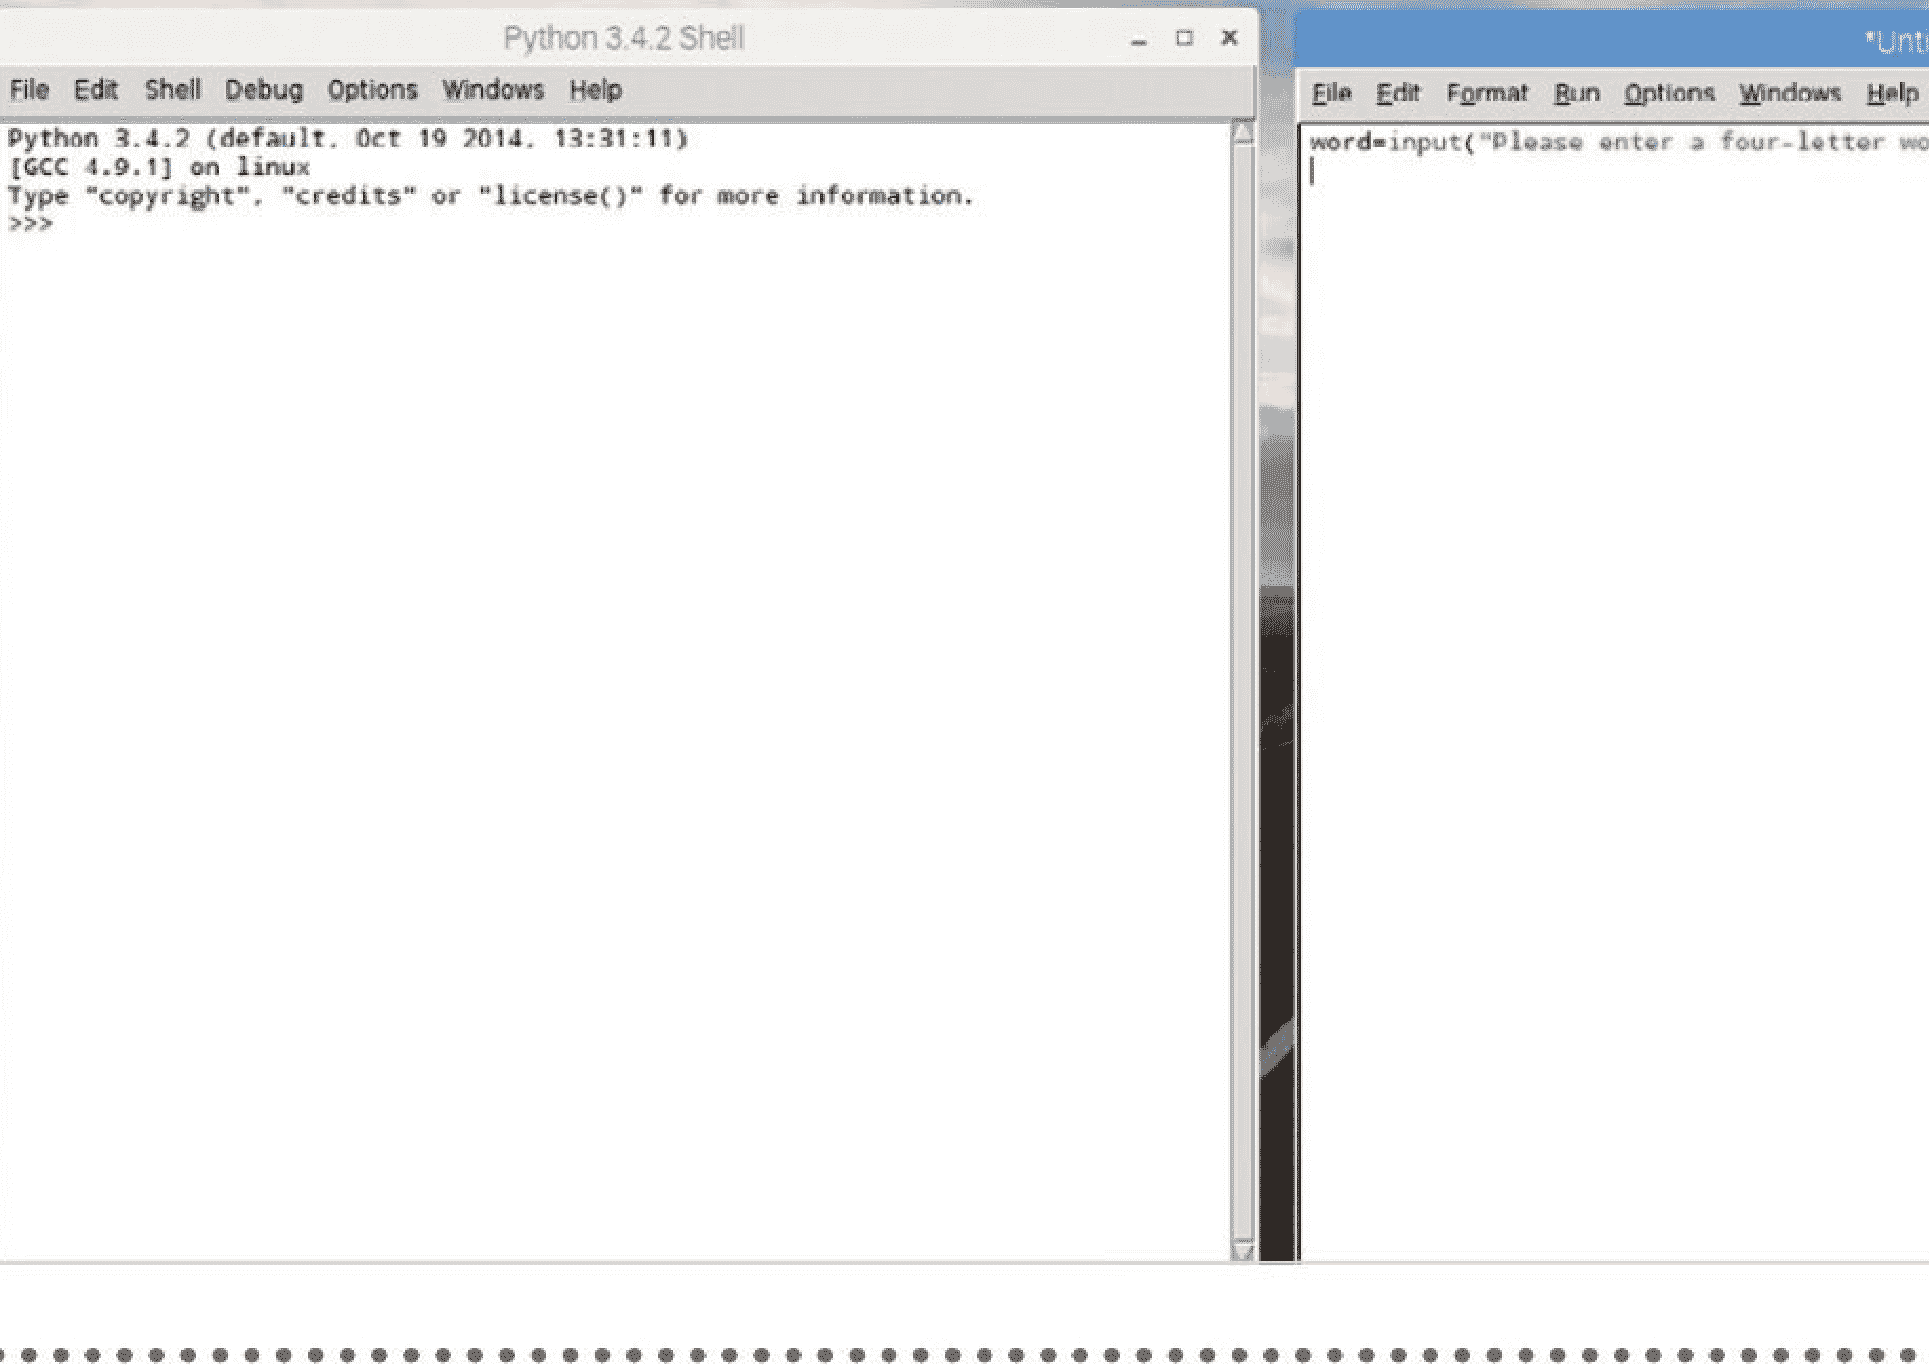 Python 3.4.2 Shell
File Edit Shell Debug Options Windows Help
Python 3.4.2 (default, Oct 19 2014, 13:31:11)
[GCC 4.9.1] on linux
Type "copyright", "credits" or "license()" for more information.
>>>
*Unt
File Edit Format Run Options Windows Help
word=input("Please enter a four-letter wo